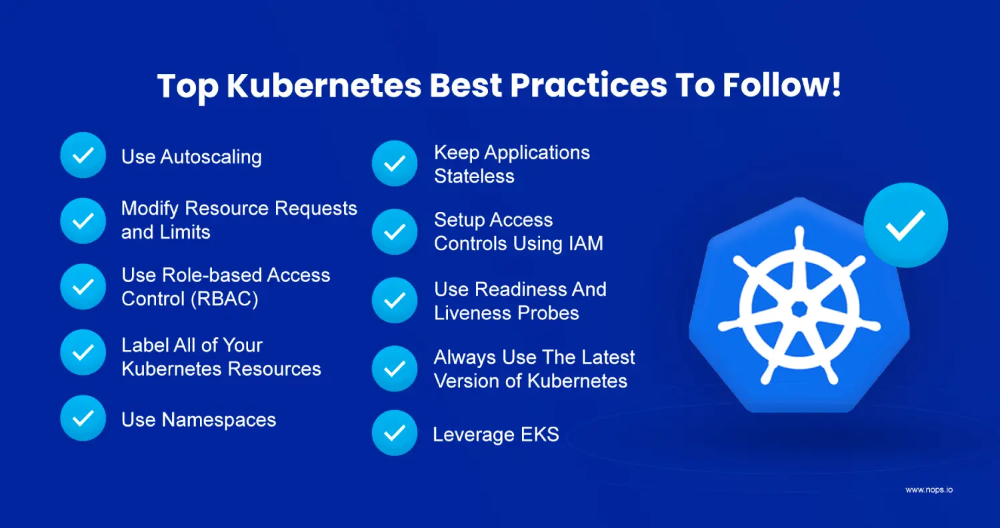 Top Kubernetes Best Practices To Follow!
Use Autoscaling
Modify Resource Requests
and Limits
Use Role-based Access
Control (RBAC)
Label All of Your
Kubernetes Resources
Use Namespaces
Keep Applications
Stateless
Setup Access
Controls Using IAM
Use Readiness And
Liveness Probes
Always Use The Latest
Version of Kubernetes
Leverage EKS
www.nops.io